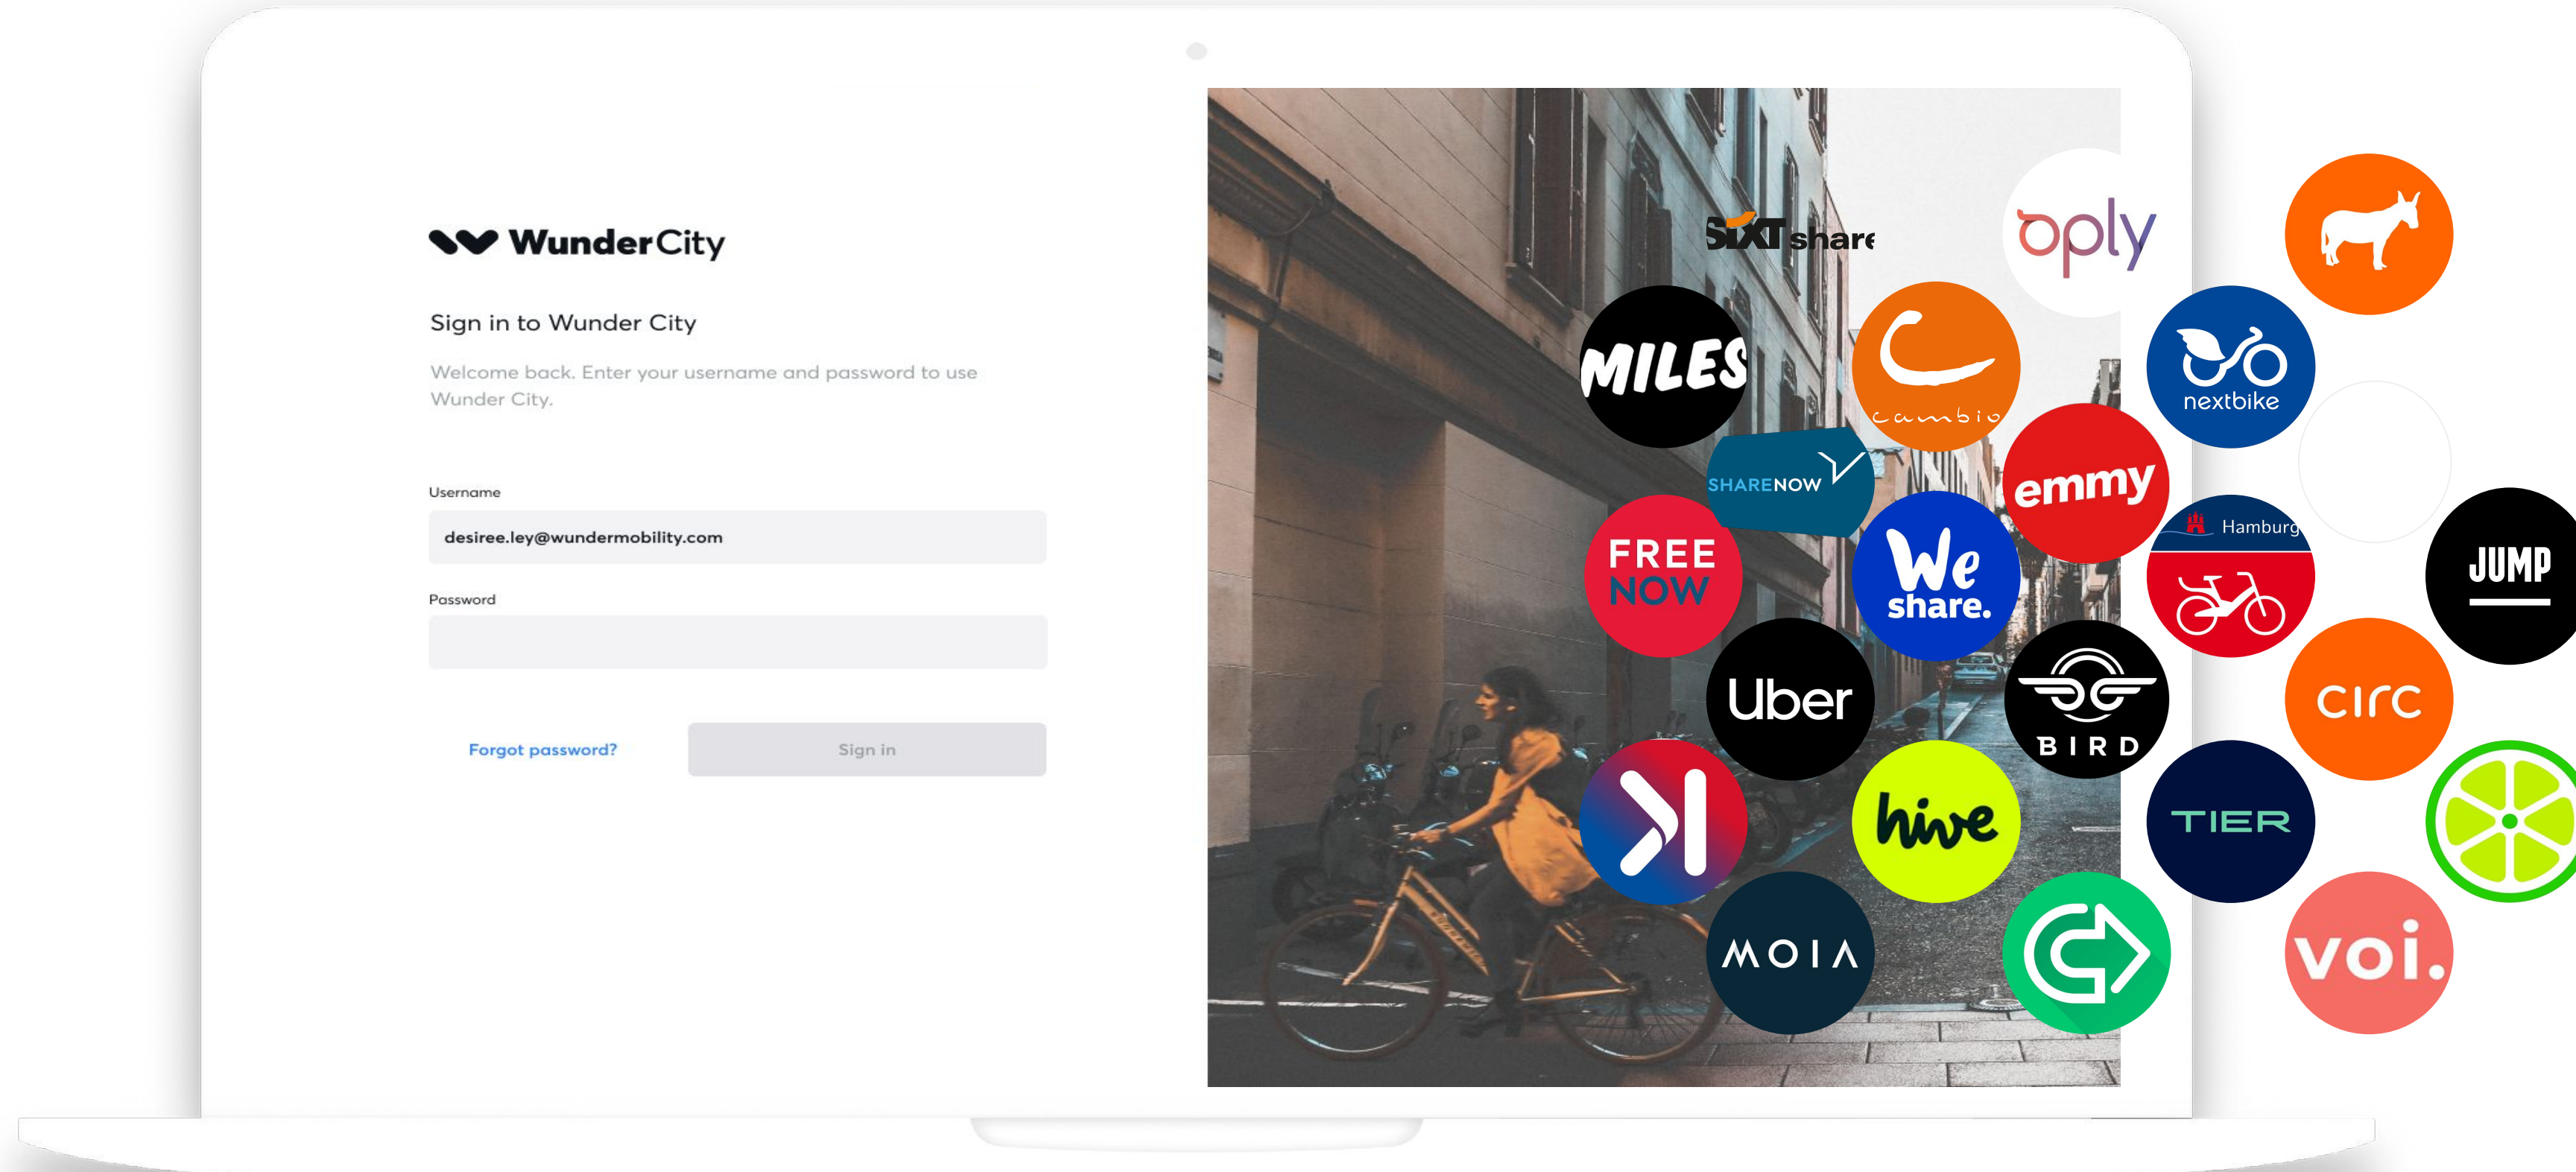 WunderCity
Sign in to Wunder City
Welcome back. Enter your username and password to use
Wunder City.
Username
desiree.ley@wundermobility.com
Password
Forgot password?
Sign in
SIXT share
oply
MILES
cambio
nextbike
SHARENOW
emmy
FREE
NOW
We
share.
Hamburg
JUMP
Uber
BIRD
circ
hive
TIER
MOIA
voi.